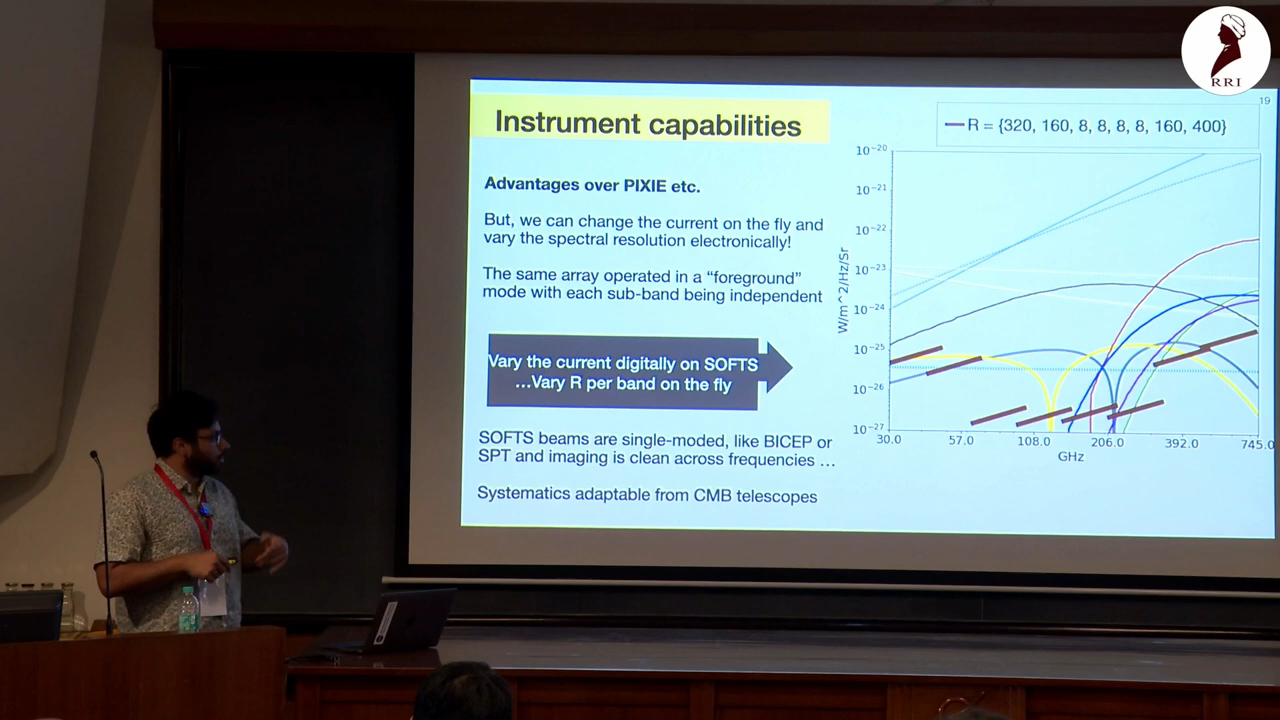 RRI
19
Instrument capabilities
R = {320, 160, 8, 8, 8, 8, 160, 400}
Advantages over PIXIE etc.
But, we can change the current on the fly and
vary the spectral resolution electronically!
The same array operated in a “foreground”
mode with each sub-band being independent
Vary the current digitally on SOFTS
...Vary R per band on the fly
SOFTS beams are single-moded, like BICEP or
SPT and imaging is clean across frequencies ...
Systematics adaptable from CMB telescopes
W/m^2/Hz/Sr
10⁻²⁰
10⁻²¹
10⁻²²
10⁻²³
10⁻²⁴
10⁻²⁵
10⁻²⁶
10⁻²⁷
30.0 57.0 108.0 206.0 392.0 745.0
GHz